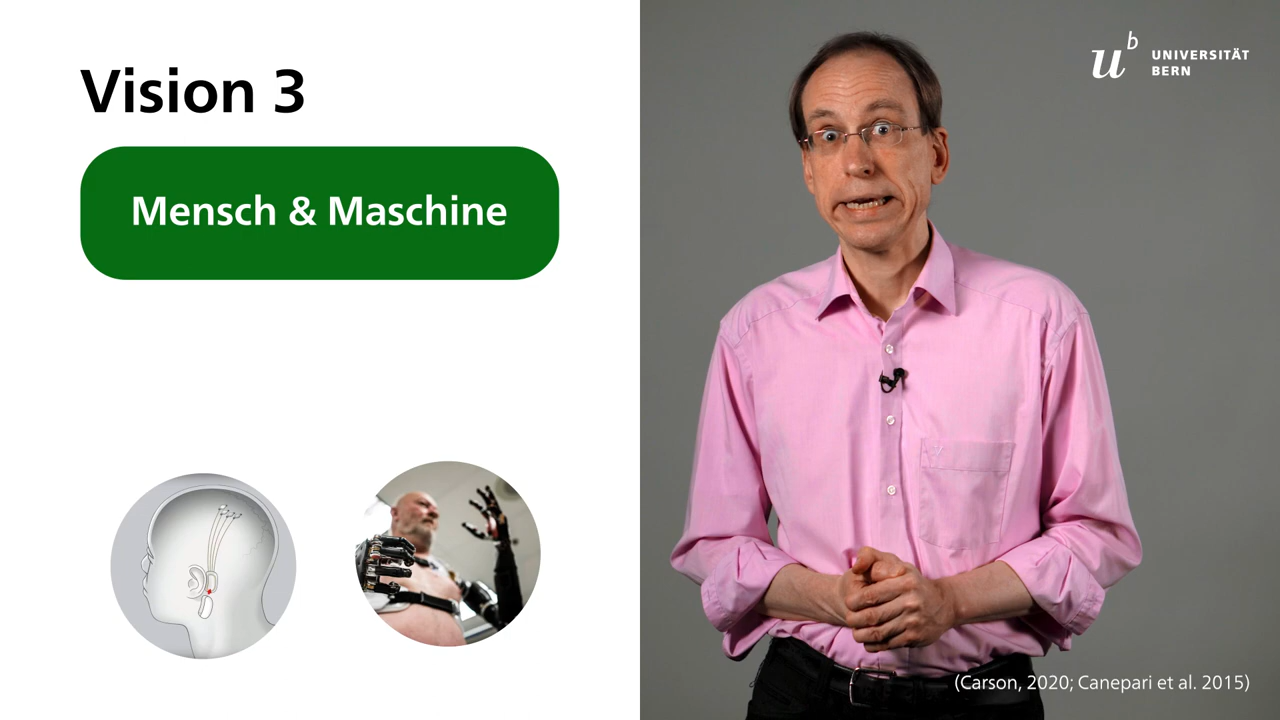 Vision 3
Mensch & Maschine
u
b
UNIVERSITÄT
BERN
(Carson, 2020; Canepari et al. 2015)